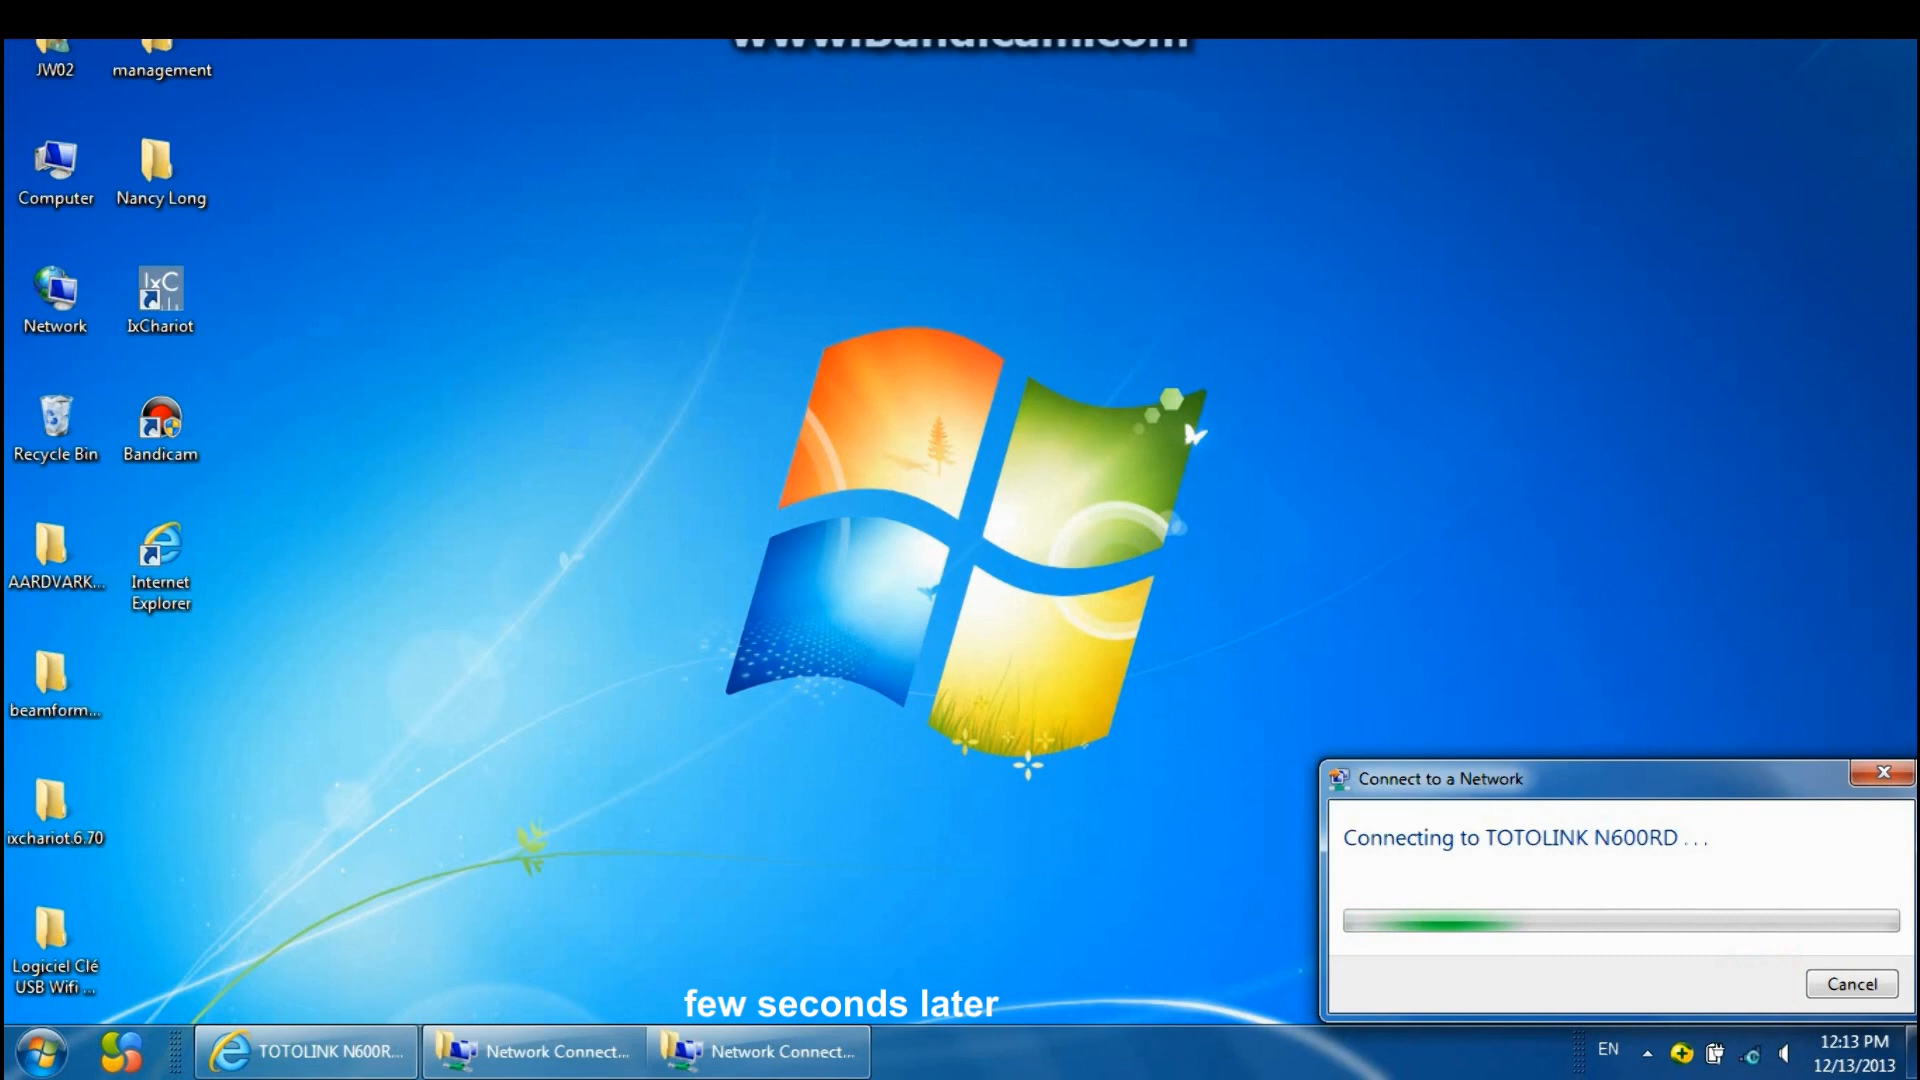 www.Bandicam.com
JW02
management
Computer
Nancy Long
Network
IxC
IxChariot
Recycle Bin
Bandicam
AARDVARK...
Internet
Explorer
beamform...
ixchariot.6.70
Logiciel Clé
USB Wifi ...
Connect to a Network
Connecting to TOTOLINK N600RD . . .
Cancel
few seconds later
TOTOLINK N600R...
Network Connect...
Network Connect...
EN
12:13 PM
12/13/2013